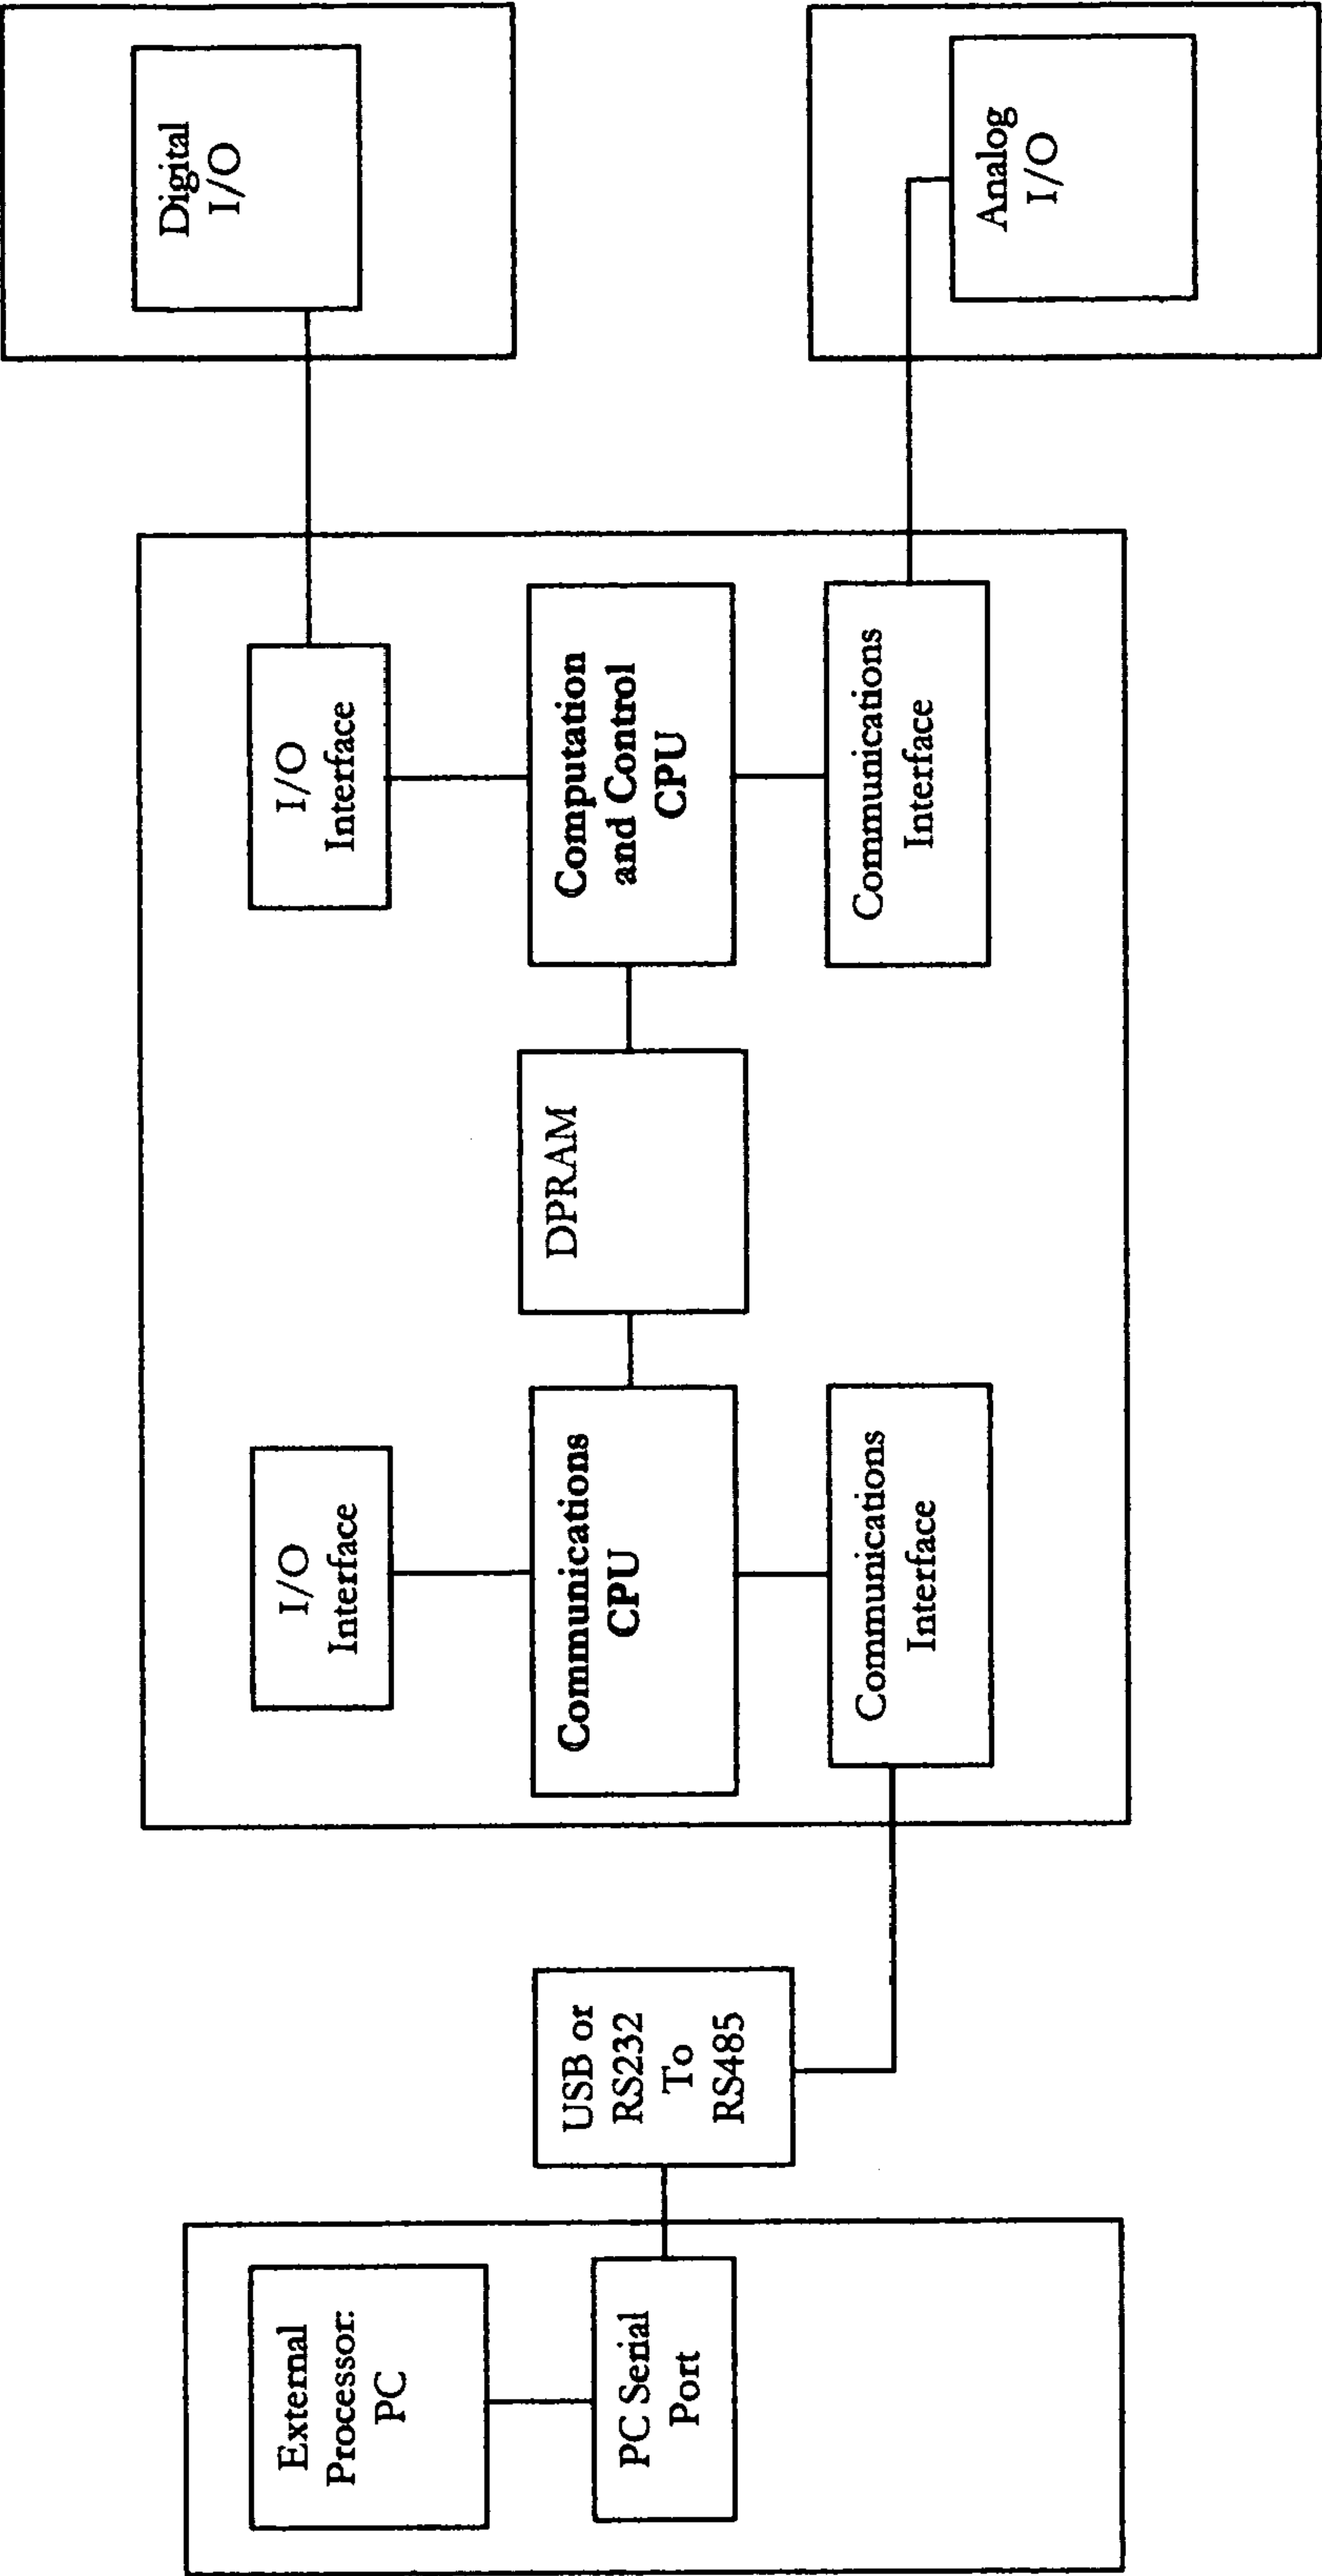 External
Processor:
PC
PC Serial
Port
USB or
RS232
To
RS485
I/O
Interface
Communications
CPU
Communications
Interface
DPRAM
I/O
Interface
Computation
and Control
CPU
Communications
Interface
Digital
I/O
Analog
I/O